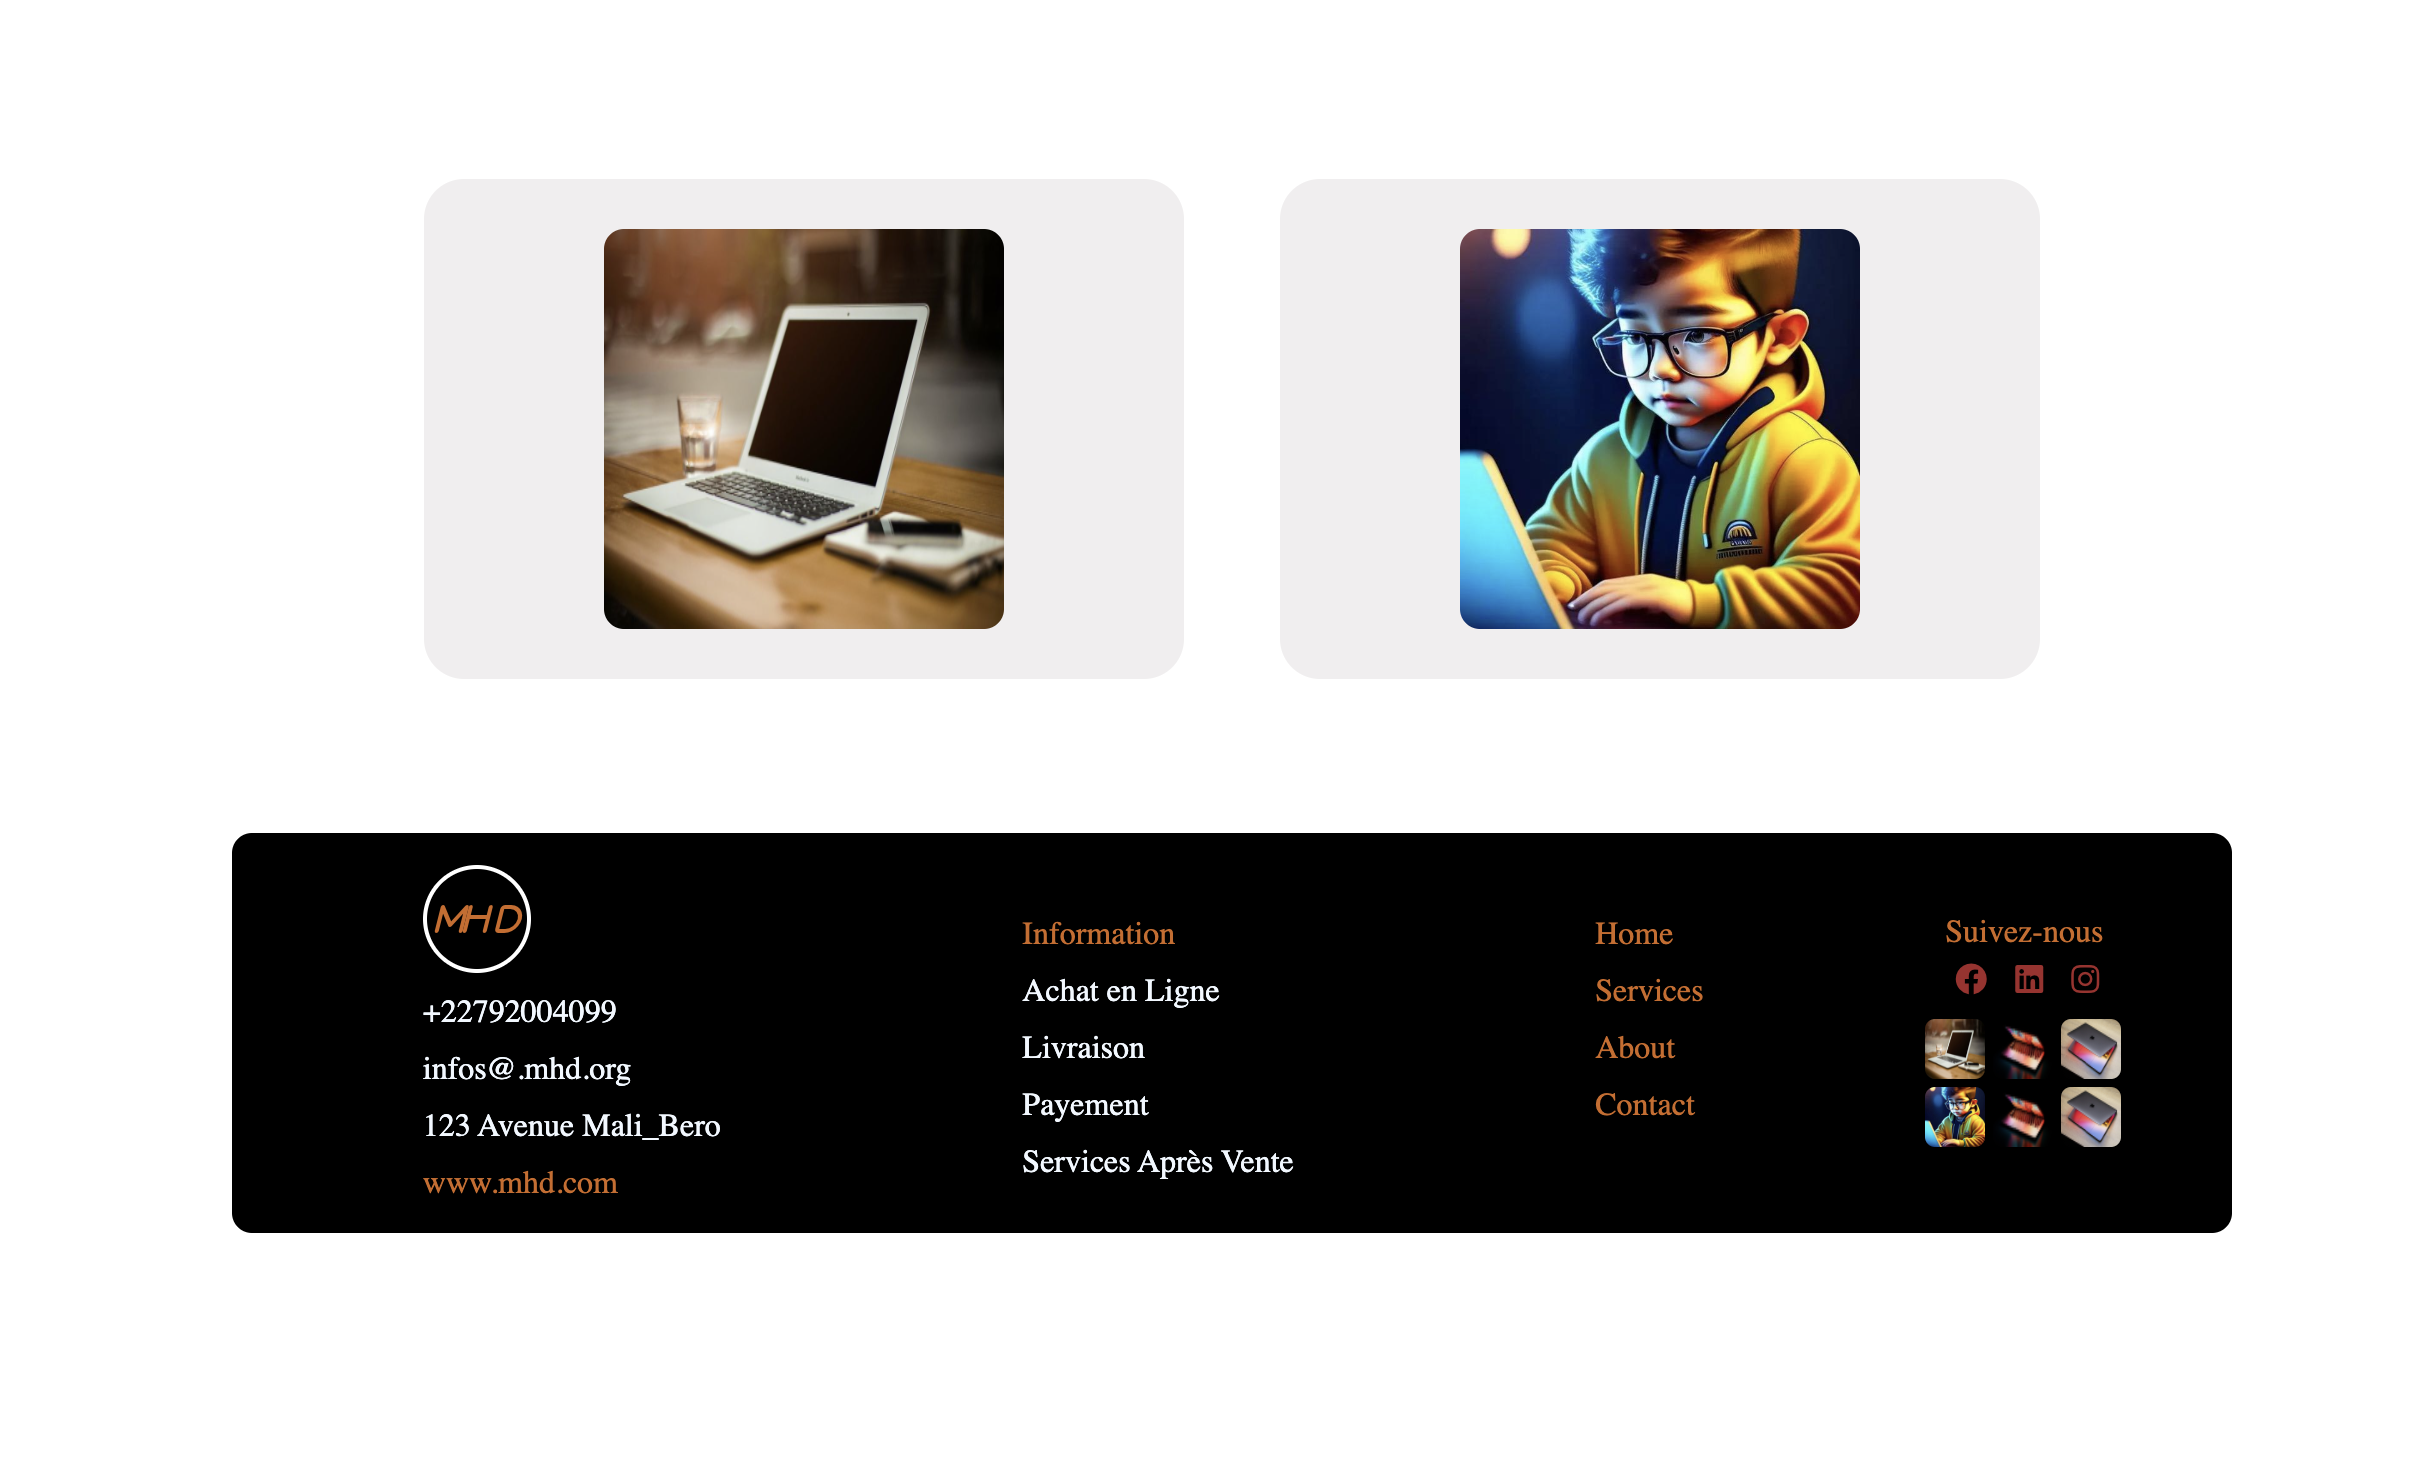 MHD
+22792004099
infos@.mhd.org
123 Avenue Mali_Bero
www.mhd.com
Information
Achat en Ligne
Livraison
Payement
Services Après Vente
Home
Services
About
Contact
Suivez-nous